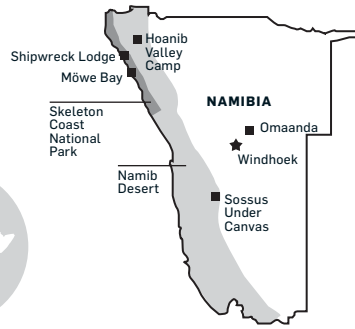 Hoanib
Valley
Camp
Shipwreck Lodge
Möwe Bay
Skeleton
Coast
National
Park
NAMIBIA
Omaanda
Windhoek
Namib
Desert
Sossus
Under
Canvas